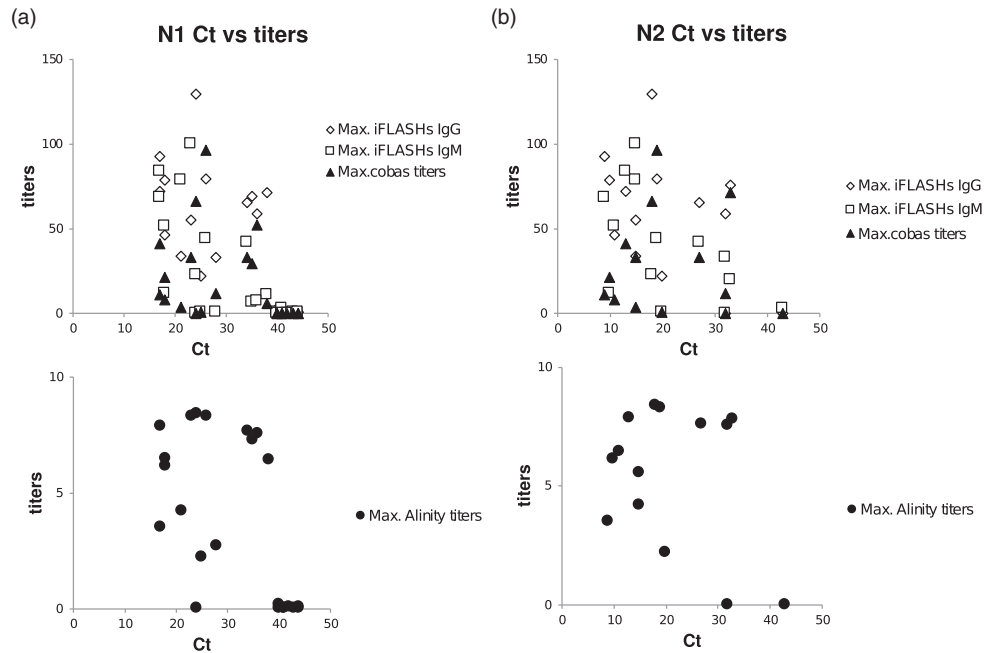 (a)
N1 Ct vs titers
150
100
50
0
titers
0 10 20 30 40 50
Ct
Max. iFLASHs IgG
Max. iFLASHs IgM
Max.cobas titers
(b)
N2 Ct vs titers
150
100
50
0
titers
0 10 20 30 40 50
Ct
Max. iFLASHs IgG
Max. iFLASHs IgM
Max.cobas titers
10
5
0
titers
0 10 20 30 40 50
Ct
Max. Alinity titers
10
5
0
titers
0 10 20 30 40 50
Ct
Max. Alinity titers